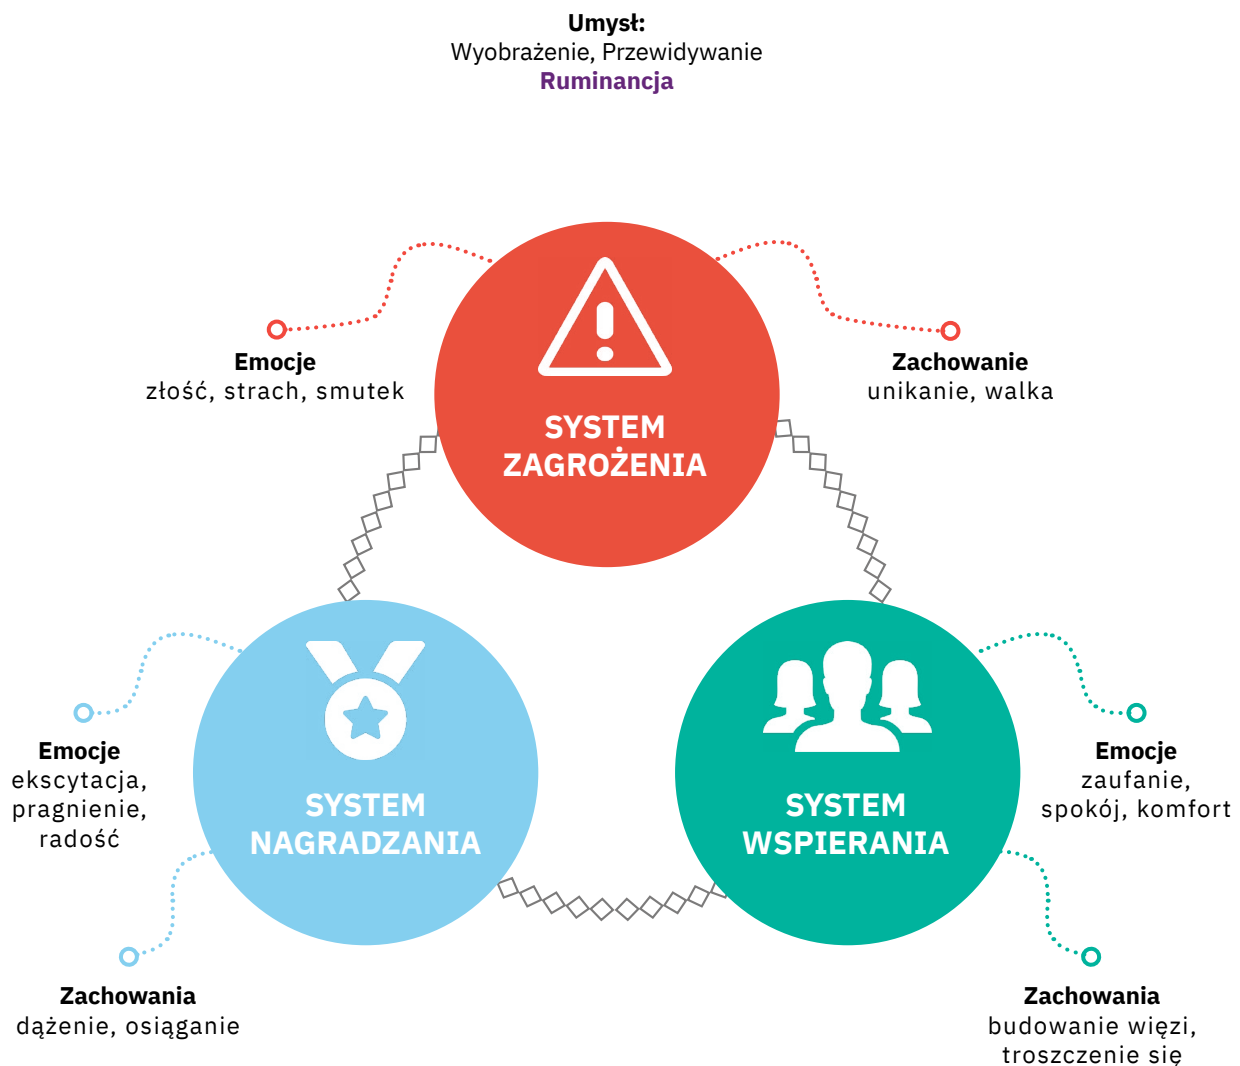 Umysł:
Wyobrażenie, Przewidywanie
Ruminancja
Emocje
złość, strach, smutek
Zachowanie
unikanie, walka
SYSTEM
ZAGROŻENIA
Emocje
ekscytacja,
pragnienie,
radość
SYSTEM
NAGRADZANIA
SYSTEM
WSPIERANIA
Emocje
zaufanie,
spokój, komfort
Zachowania
dążenie, osiąganie
Zachowania
budowanie więzi,
troszczenie się